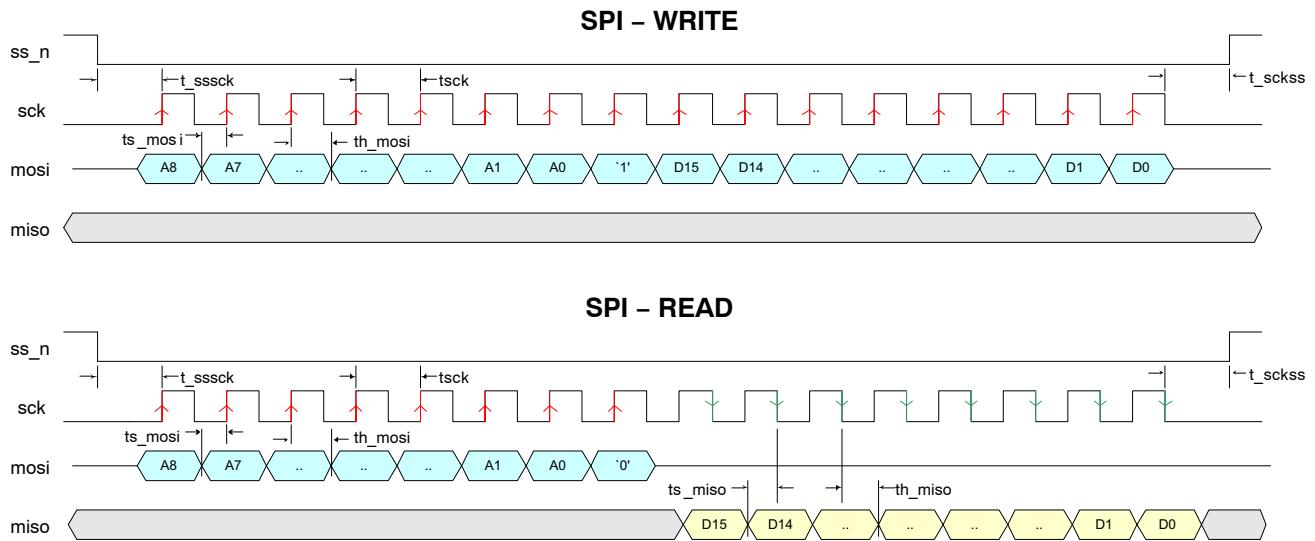 SPI – WRITE
ss_n
t_sssck tsck t_sckss
sck
ts_mosi th_mosi
mosi A8 A7 .. .. .. A1 A0 `1' D15 D14 .. .. .. .. D1 D0
miso
SPI – READ
ss_n
t_sssck tsck t_sckss
sck
ts_mosi th_mosi
mosi A8 A7 .. .. .. A1 A0 `0'
ts_miso th_miso
miso D15 D14 .. .. .. .. D1 D0